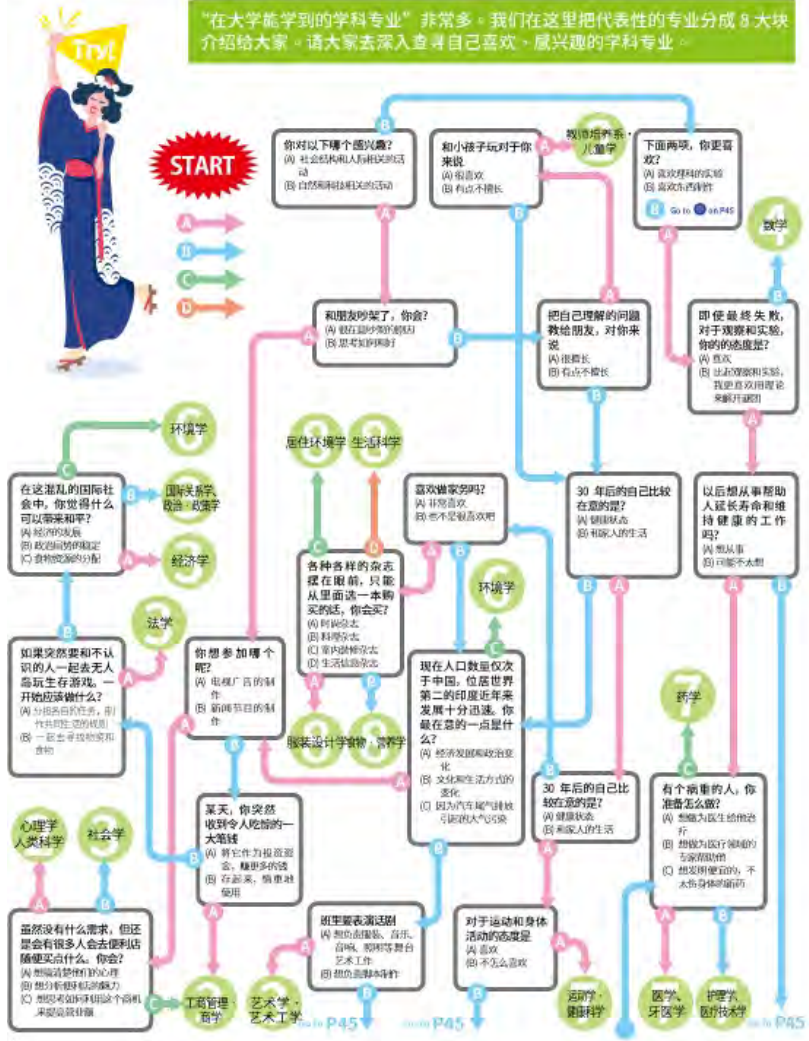 “在大学能学到的学科专业”非常多。我们在这里把代表性的专业分成 8 大块
介绍给大家。请大家去深入查寻自己喜欢、感兴趣的学科专业。
Try!
START
A
B
C
D
你对以下哪个感兴趣?
(A) 社会结构和人际相关的活
动
(B) 自然和科技相关的活动
和小孩子玩对于你
来说
(A) 很喜欢
(B) 有点不擅长
教师培养系・
儿童学
下面两项，你更喜
欢?
(A) 喜欢理科的实验
(B) 喜欢东西制作
B Go to on P45
4
数学
和朋友吵架了，你会?
(B) 思考如何和好
把自己理解的问题
教给朋友，对你来
说
(A) 很擅长
(B) 有点不擅长
即使最终失败，
对于观察和实验，
你的的态度是?
(A) 喜欢
(B) 比起观察和实验，
我更喜欢用理论
来解开谜团
6
环境学
在这混乱的国际社
会中，你觉得什么
可以带来和平?
(A) 经济的发展
(B) 政治局势的稳定
(C) 食物资源的分配
国际关系学、
政治・政策学
3
经济学
8
居住环境学
8
生活科学
喜欢做家务吗?
(A) 非常喜欢
(B) 也不是很喜欢吧
30 年后的自己比较
在意的是?
(A) 健康状态
(B) 和家人的生活
以后想从事帮助
人延长寿命和维
持健康的工作
吗?
(A) 想从事
(B) 可能不太想
各种各样的杂志
摆在眼前，只能
从里面选一本购
买的话，你会买?
(A) 时尚杂志
(B) 料理杂志
(C) 室内装修杂志
(D) 生活信息杂志
6
环境学
3
法学
如果突然要和不认
识的人一起去无人
岛玩生存游戏。一
开始应该做什么?
(A) 分担各自的任务，制
作共同生活的规则
(B) 一起去寻找物资和
食物
你想参加哪个
呢?
(A) 电视广告的制
作
(B) 新闻节目的制
作
8
服装设计学
8
食物・营养学
现在人口数量仅次
于中国，位居世界
第二的印度近年来
发展十分迅速。你
最在意的一点是什
么?
(A) 经济发展和政治变
化
(B) 文化和生活方式的
变化
(C) 因为汽车尾气排放
引起的大气污染
7
药学
某天，你突然
收到令人吃惊的一
大笔钱
(A) 将它作为投资资
金，赚更多的钱
(B) 存起来，慎重地
使用
30 年后的自己比
较在意的是?
(A) 健康状态
(B) 和家人的生活
有个病重的人，你
准备怎么做?
(A) 想做为医生给他治
疗
(B) 想做为医疗领域的
专家帮助他
(C) 想发明便宜的，不
太伤身体的新药
心理学
人类科学
社会学
虽然没有什么需求，但还
是会有很多人会去便利店
随便买点什么。你会?
(A) 想搞清楚他们的心理
(B) 想分析便利店的魅力
(C) 想思考如何利用这个商机
来提高营业额
工商管理・
商学
班里要表演话剧
(A) 想负责服装、音乐、
音响、照明等舞台
艺术工作
(B) 想负责脚本制作
艺术学・
艺术工学
Go to P45
对于运动和身体
活动的态度是
(A) 喜欢
(B) 不怎么喜欢
Go to P45
运动学・
健康科学
医学、
牙医学
护理学、
医疗技术学
Go to P45